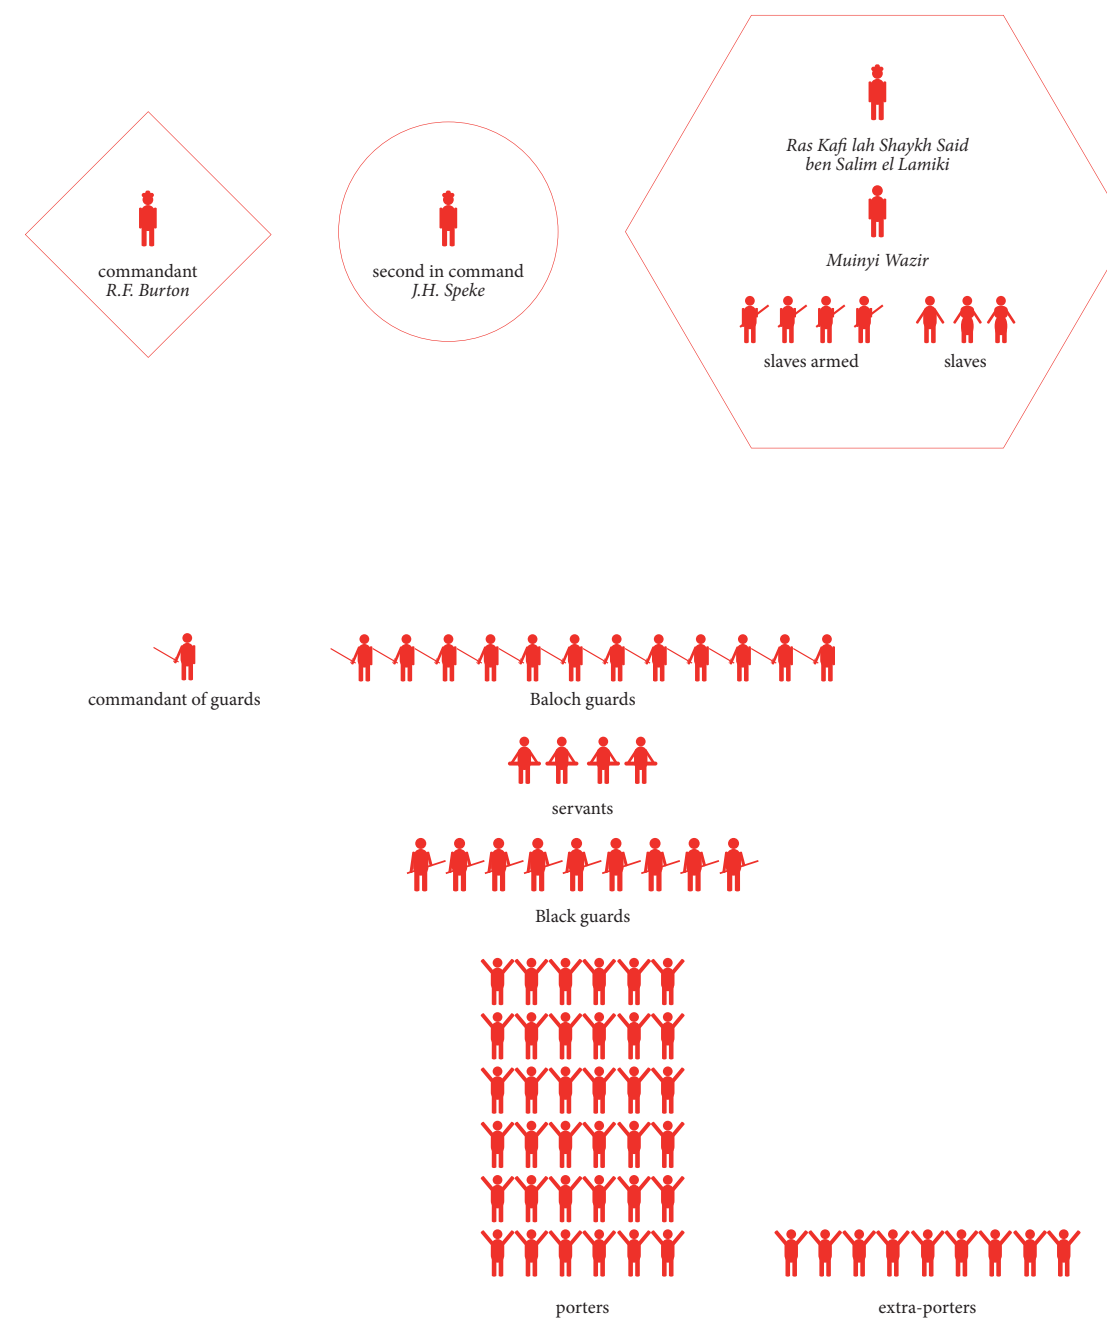 commandant
R.F. Burton
second in command
J.H. Speke
Ras Kafi lah Shaykh Said
ben Salim el Lamiki
Muinyi Wazir
slaves armed
slaves
commandant of guards
Baloch guards
servants
Black guards
porters
extra-porters